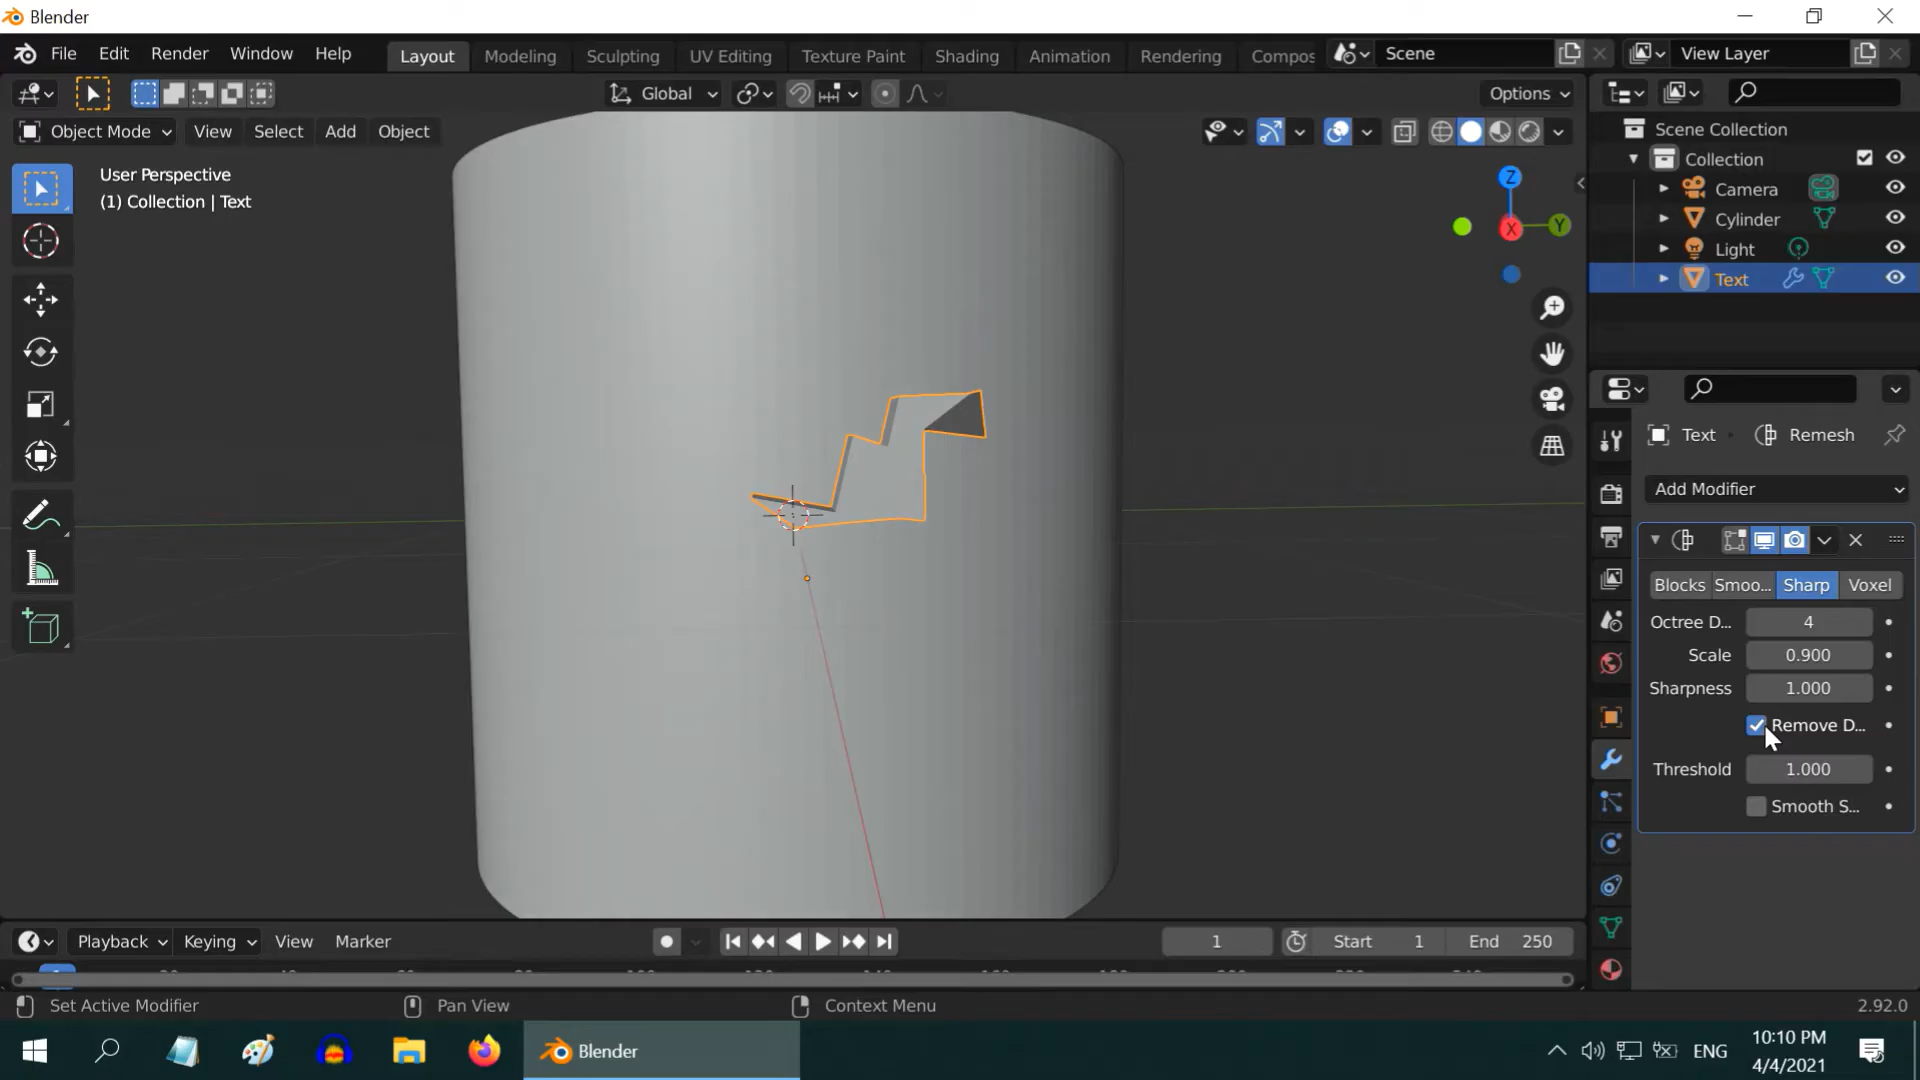 Blender
File Edit Render Window Help Layout Modeling Sculpting UV Editing Texture Paint Shading Animation Rendering Compos Scene View Layer
Global Options
Object Mode View Select Add Object
User Perspective
(1) Collection | Text
Z
X
Y
Scene Collection
Collection
Camera
Cylinder
Light
Text
Text Remesh
Add Modifier
Blocks Smoo... Sharp Voxel
Octree D... 4
Scale 0.900
Sharpness 1.000
Remove D...
Threshold 1.000
Smooth S...
Playback Keying View Marker 1 Start 1 End 250
Set Active Modifier Pan View Context Menu 2.92.0
Blender ENG
10:10 PM
4/4/2021